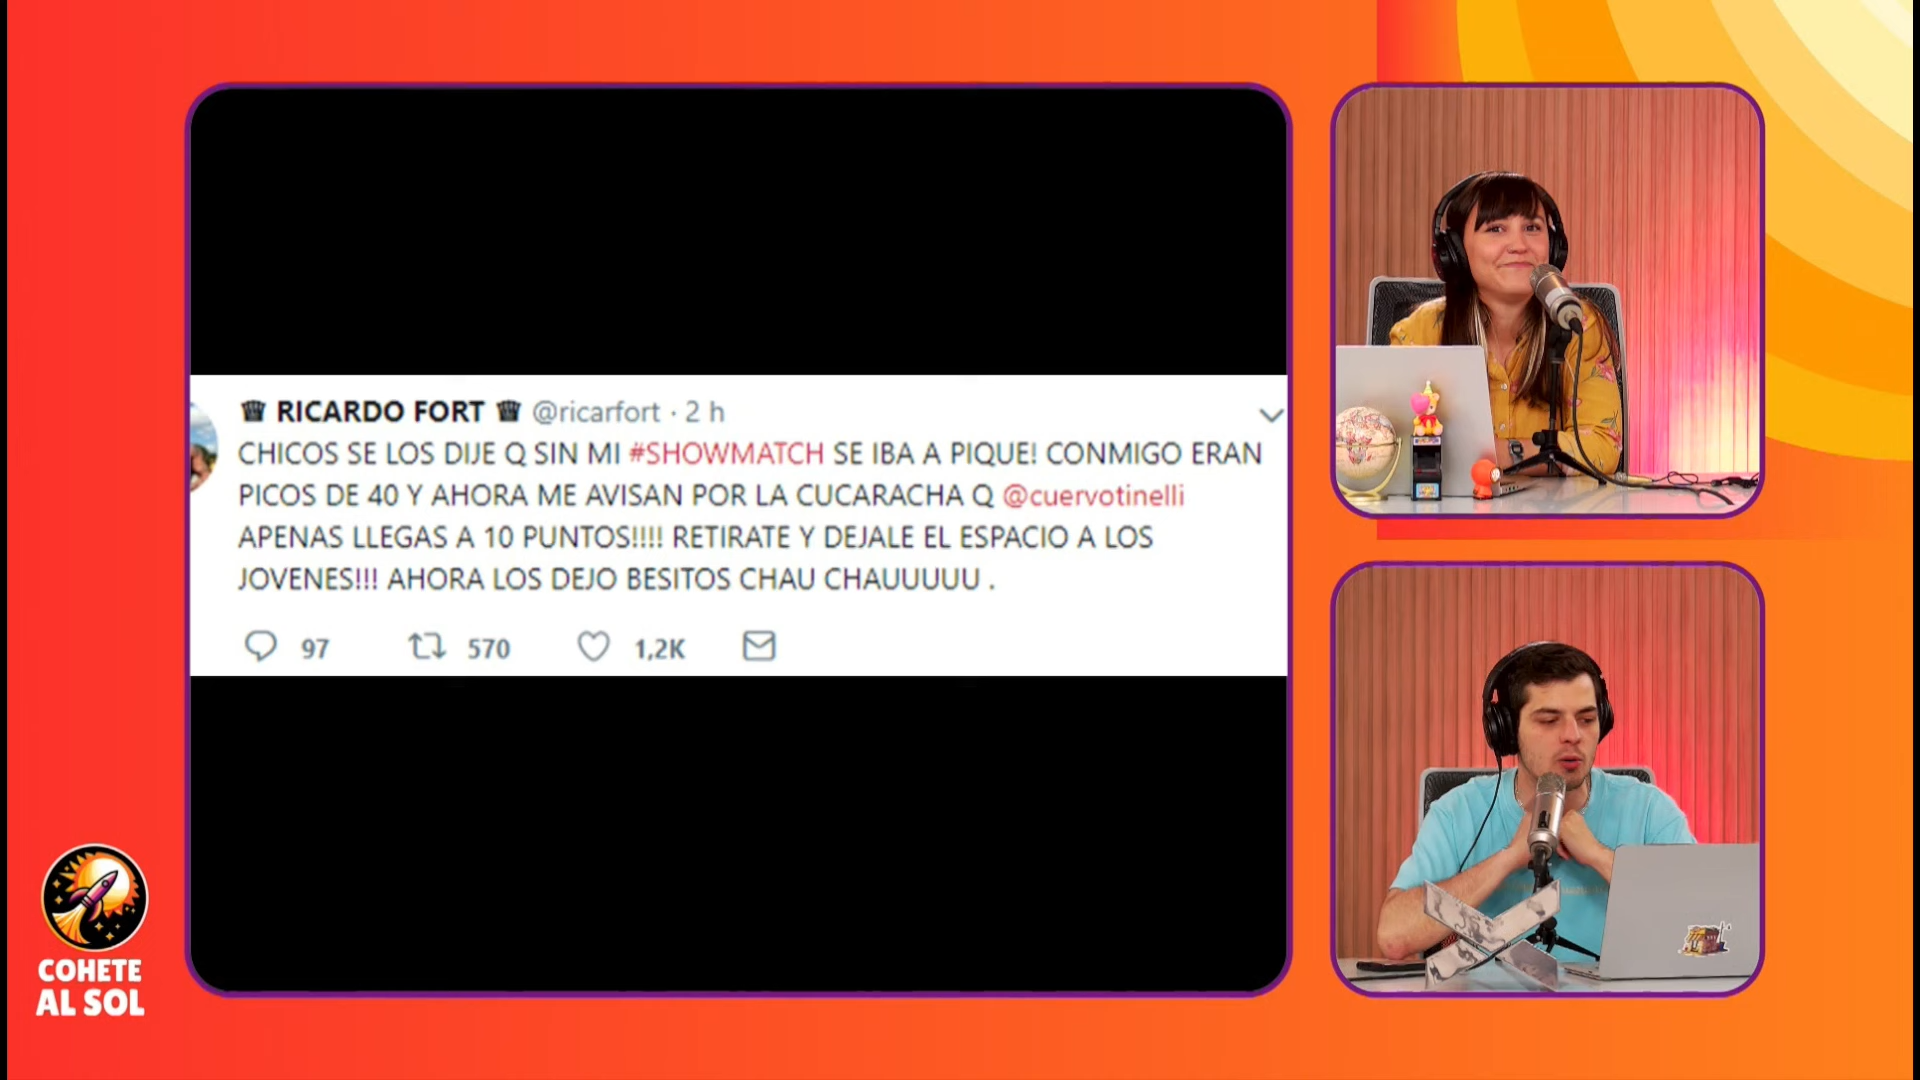 ♛ RICARDO FORT ♛ @ricarfort · 2 h
CHICOS SE LOS DIJE Q SIN MI #SHOWMATCH SE IBA A PIQUE! CONMIGO ERAN
PICOS DE 40 Y AHORA ME AVISAN POR LA CUCARACHA Q @cuervotinelli
APENAS LLEGAS A 10 PUNTOS!!!! RETIRATE Y DEJALE EL ESPACIO A LOS
JOVENES!!! AHORA LOS DEJO BESITOS CHAU CHAUUUUU .
97 570 1,2K
COHETE
AL SOL